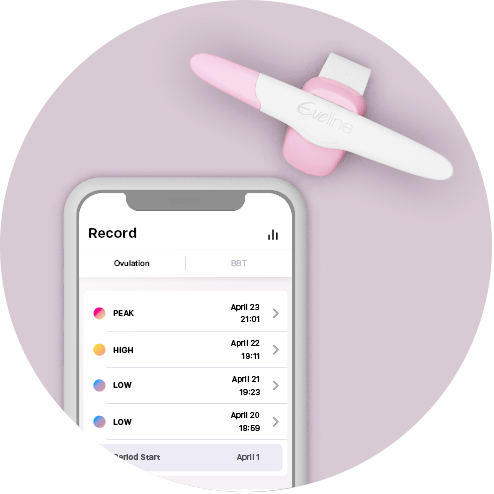 Eveline
Record
Ovulation
BBT
PEAK
April 23
21:01
HIGH
April 22
19:11
LOW
April 21
19:23
LOW
April 20
18:59
Period Start
April 1